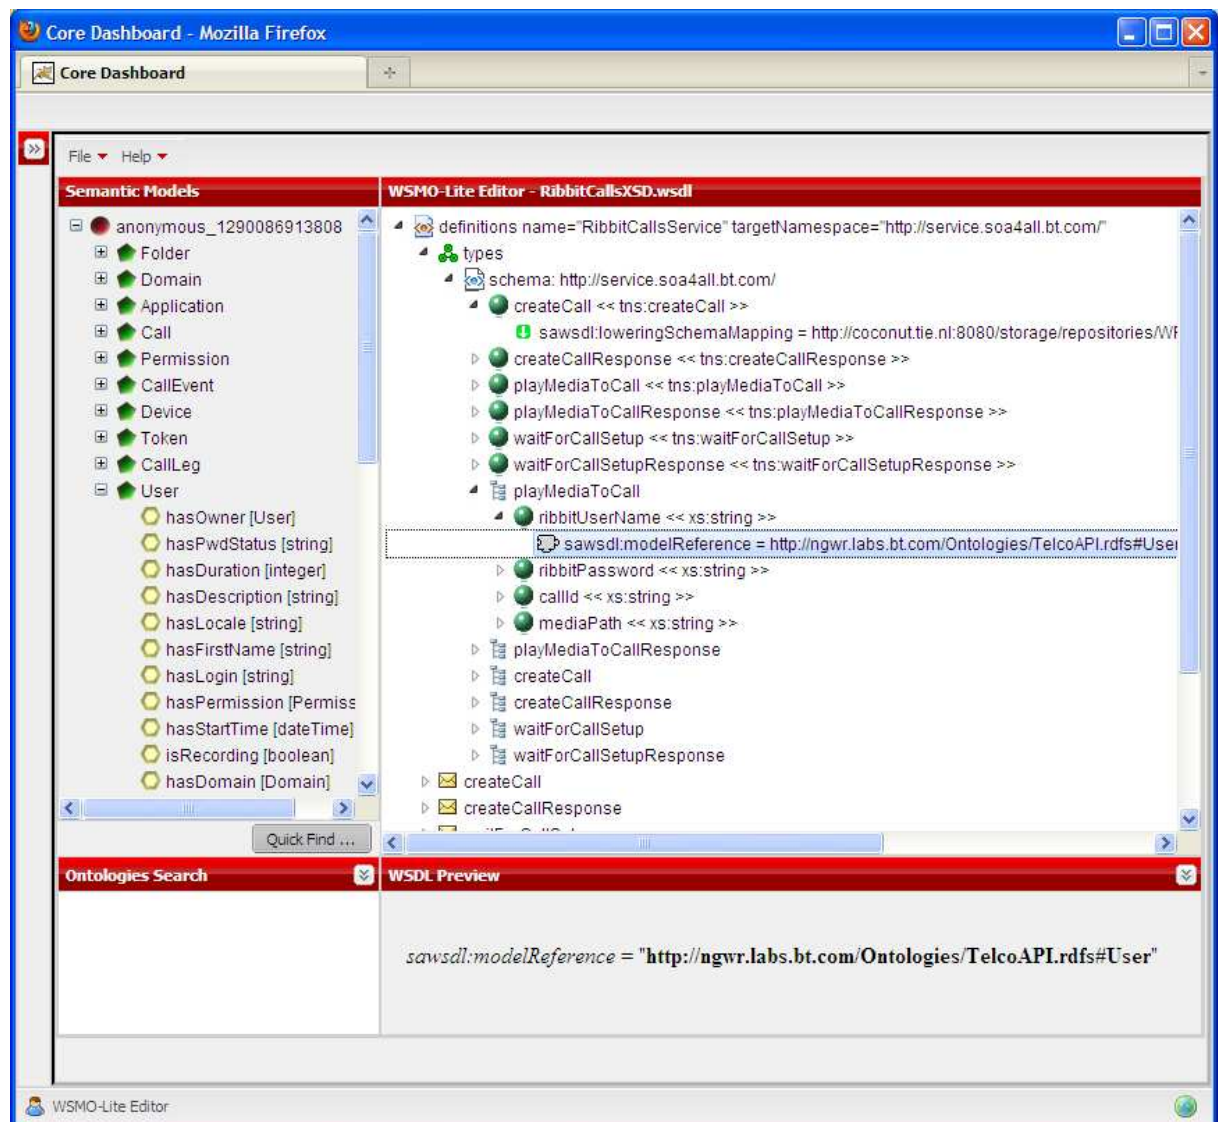 Core Dashboard - Mozilla Firefox
Core Dashboard
File Help
Semantic Models
anonymous_1290086913808
Folder
Domain
Application
Call
Permission
CallEvent
Device
Token
CallLeg
User
hasOwner [User]
hasPwdStatus [string]
hasDuration [integer]
hasDescription [string]
hasLocale [string]
hasFirstName [string]
hasLogin [string]
hasPermission [Permiss
hasStartTime [dateTime]
isRecording [boolean]
hasDomain [Domain]
Quick Find ...
WSMO-Lite Editor - RibbitCallsXSD.wsdl
definitions name="RibbitCallsService" targetNamespace="http://service.soa4all.bt.com/"
types
schema: http://service.soa4all.bt.com/
createCall << tns:createCall >>
sawsdl:loweringSchemaMapping = http://coconut.tie.nl:8080/storage/repositories/WF
createCallResponse << tns:createCallResponse >>
playMediaToCall << tns:playMediaToCall >>
playMediaToCallResponse << tns:playMediaToCallResponse >>
waitForCallSetup << tns:waitForCallSetup >>
waitForCallSetupResponse << tns:waitForCallSetupResponse >>
playMediaToCall
ribbitUserName << xs:string >>
sawsdl:modelReference = http://ngwr.labs.bt.com/Ontologies/TelcoAPI.rdfs#User
ribbitPassword << xs:string >>
callId << xs:string >>
mediaPath << xs:string >>
playMediaToCallResponse
createCall
createCallResponse
waitForCallSetup
waitForCallSetupResponse
createCall
createCallResponse
Ontologies Search
WSDL Preview
sawsdl:modelReference = "http://ngwr.labs.bt.com/Ontologies/TelcoAPI.rdfs#User"
WSMO-Lite Editor